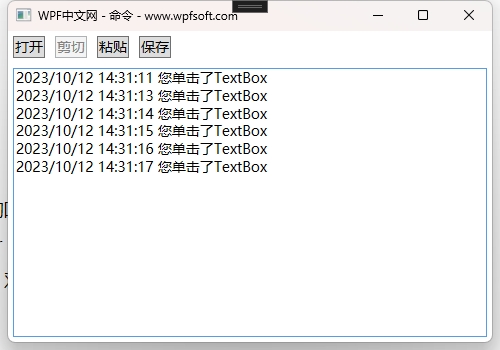 WPF中文网 - 命令 - www.wpfsoft.com
打开 剪切 粘贴 保存
2023/10/12 14:31:11 您单击了TextBox
2023/10/12 14:31:13 您单击了TextBox
2023/10/12 14:31:14 您单击了TextBox
2023/10/12 14:31:15 您单击了TextBox
2023/10/12 14:31:16 您单击了TextBox
2023/10/12 14:31:17 您单击了TextBox